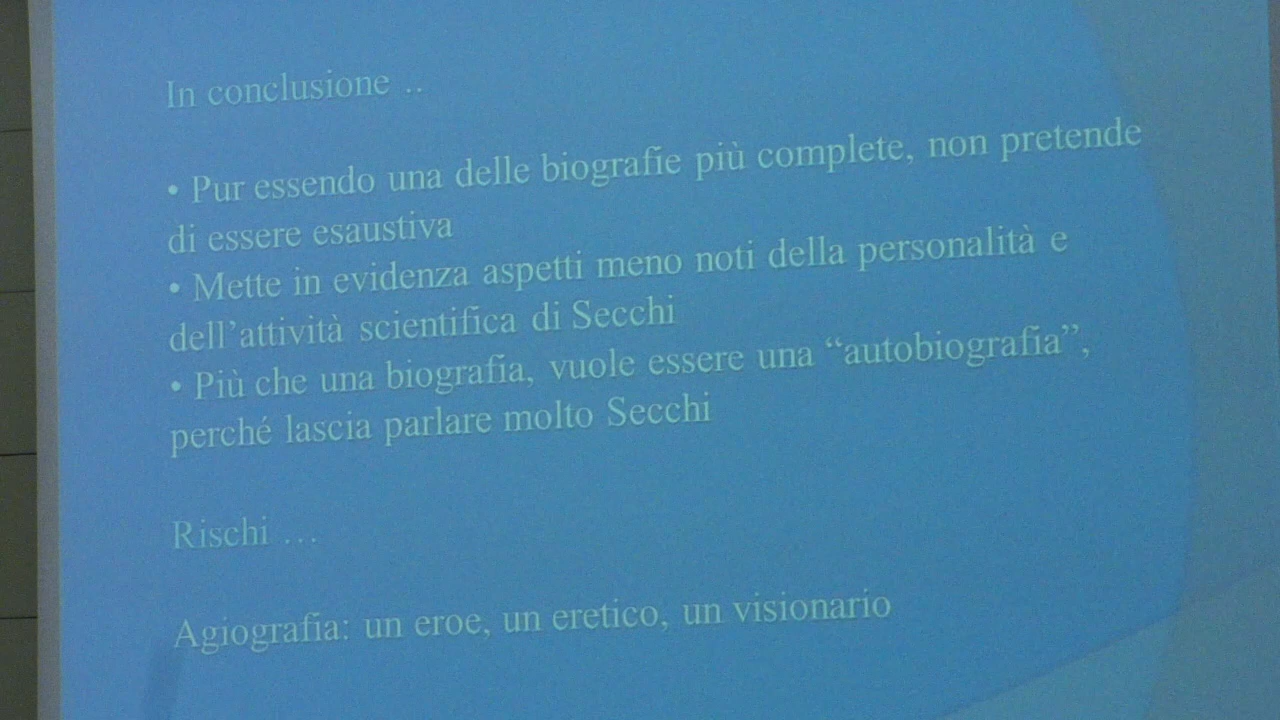 In conclusione ..
• Pur essendo una delle biografie più complete, non pretende
di essere esaustiva
• Mette in evidenza aspetti meno noti della personalità e
dell’attività scientifica di Secchi
• Più che una biografia, vuole essere una “autobiografia”,
perché lascia parlare molto Secchi
Rischi …
Agiografia: un eroe, un eretico, un visionario